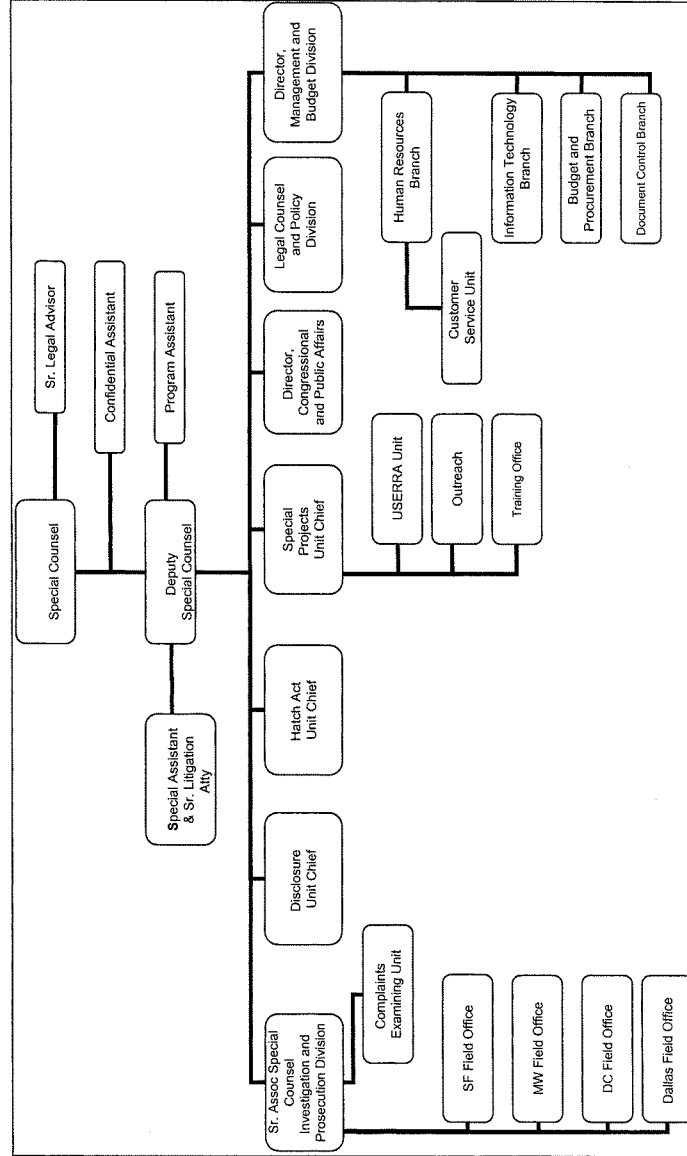 Special Counsel
Sr. Legal Advisor
Confidential Assistant
Deputy
Special Counsel
Program Assistant
Special Assistant
& Sr. Litigation
Atty
Sr. Assoc Special
Counsel
Investigation and
Prosecution Division
Disclosure
Unit Chief
Hatch Act
Unit Chief
Special
Projects
Unit Chief
Director,
Congressional
and Public Affairs
Legal Counsel
and Policy
Division
Director,
Management and
Budget Division
Complaints
Examining Unit
SF Field Office
MW Field Office
DC Field Office
Dallas Field Office
USERRA Unit
Outreach
Training Office
Human Resources
Branch
Customer
Service Unit
Information Technology
Branch
Budget and
Procurement Branch
Document Control Branch